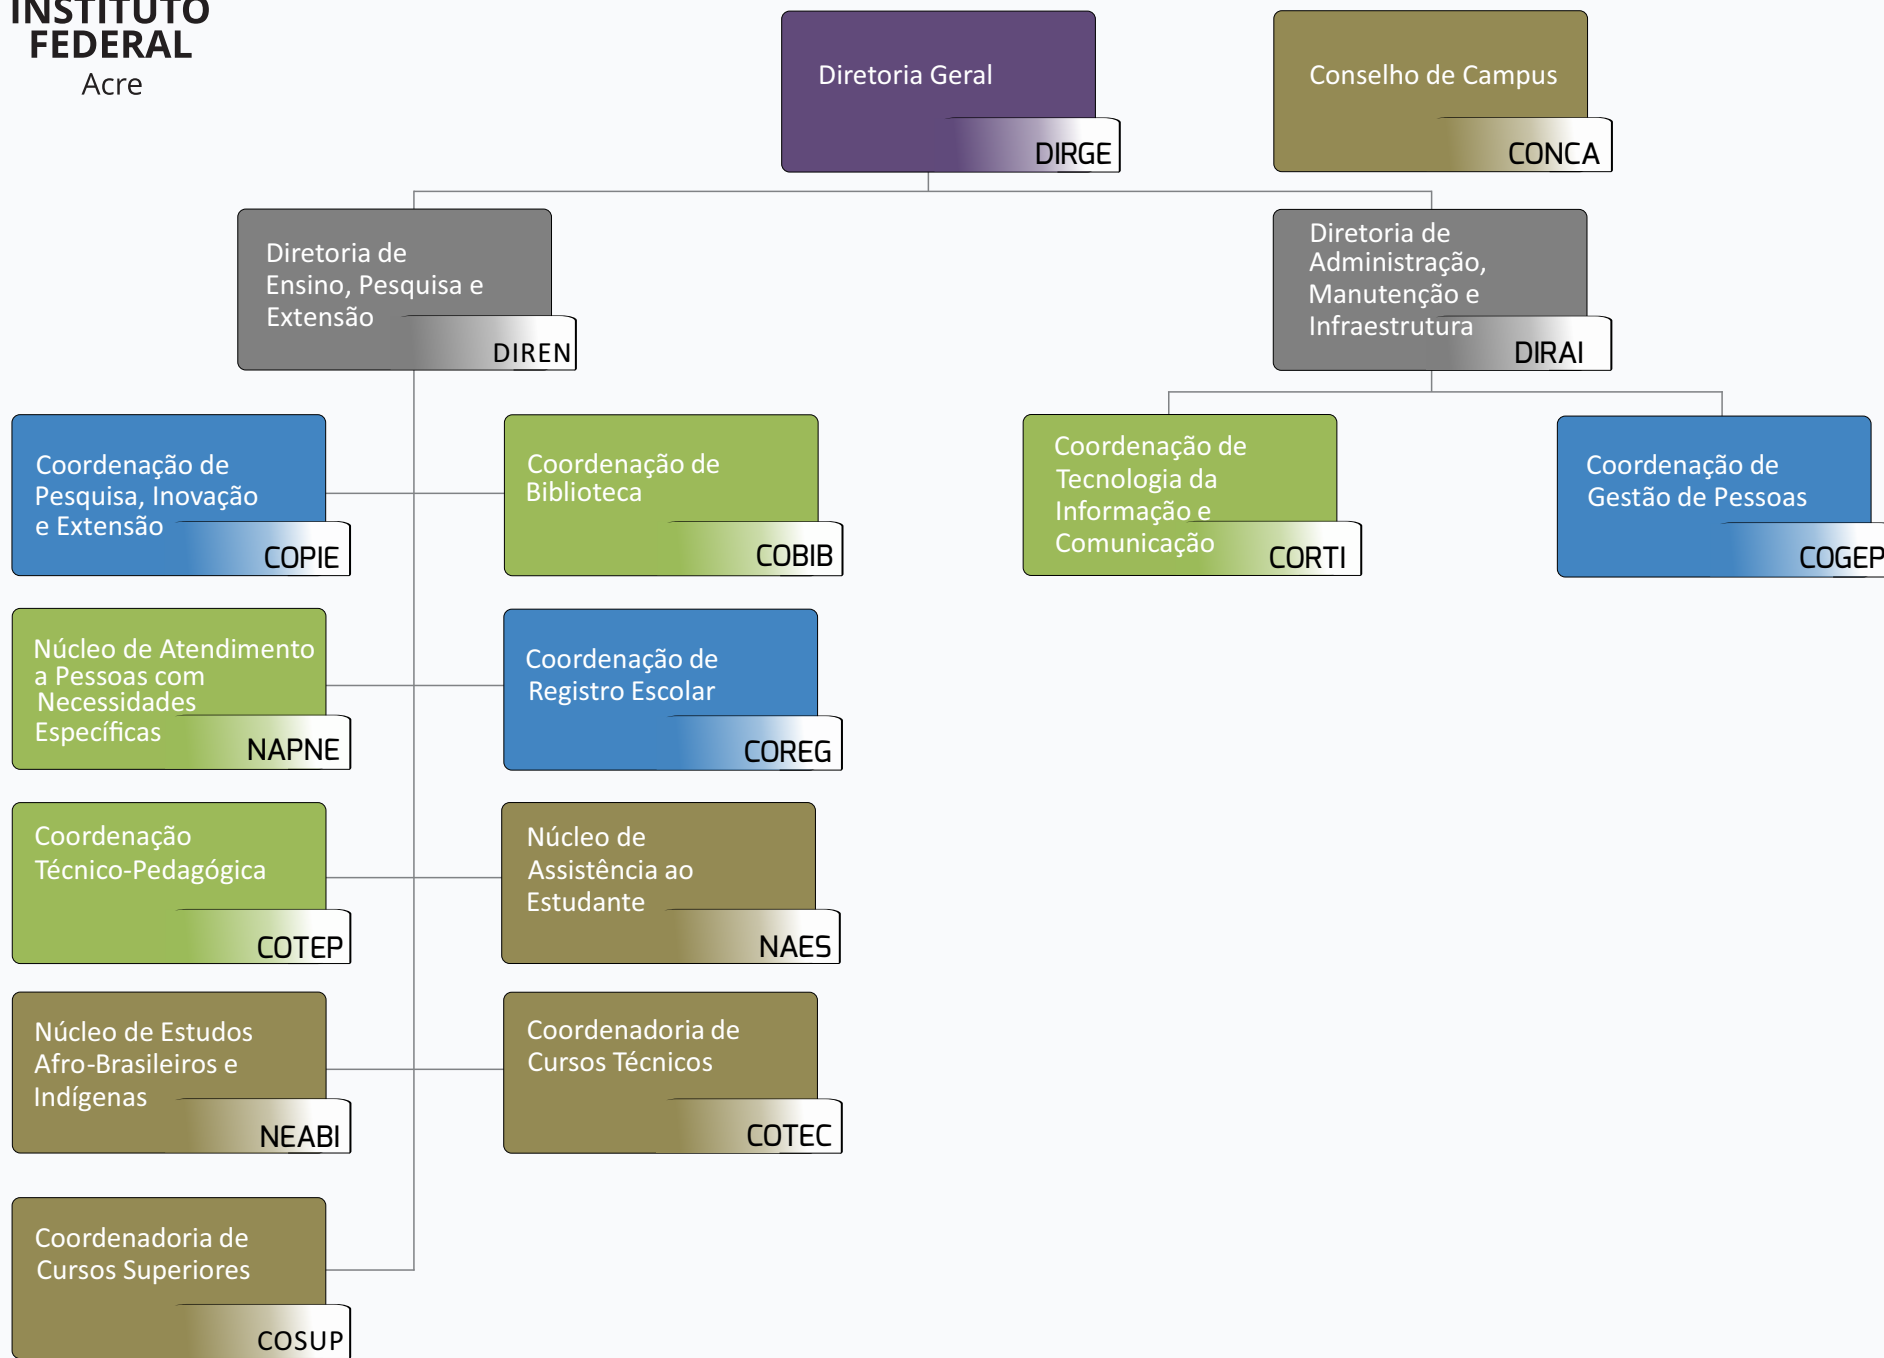 INSTITUTO
FEDERAL
Acre
Diretoria Geral
DIRGE
Conselho de Campus
CONCA
Diretoria de
Ensino, Pesquisa e
Extensão
DIREN
Diretoria de
Administração,
Manutenção e
Infraestrutura
DIRAI
Coordenação de
Pesquisa, Inovação
e Extensão
COPIE
Coordenação de
Biblioteca
COBIB
Coordenação de
Tecnologia da
Informação e
Comunicação
CORTI
Coordenação de
Gestão de Pessoas
COGEP
Núcleo de Atendimento
a Pessoas com
Necessidades
Específicas
NAPNE
Coordenação de
Registro Escolar
COREG
Coordenação
Técnico-Pedagógica
COTEP
Núcleo de
Assistência ao
Estudante
NAES
Núcleo de Estudos
Afro-Brasileiros e
Indígenas
NEABI
Coordenadoria de
Cursos Técnicos
COTEC
Coordenadoria de
Cursos Superiores
COSUP